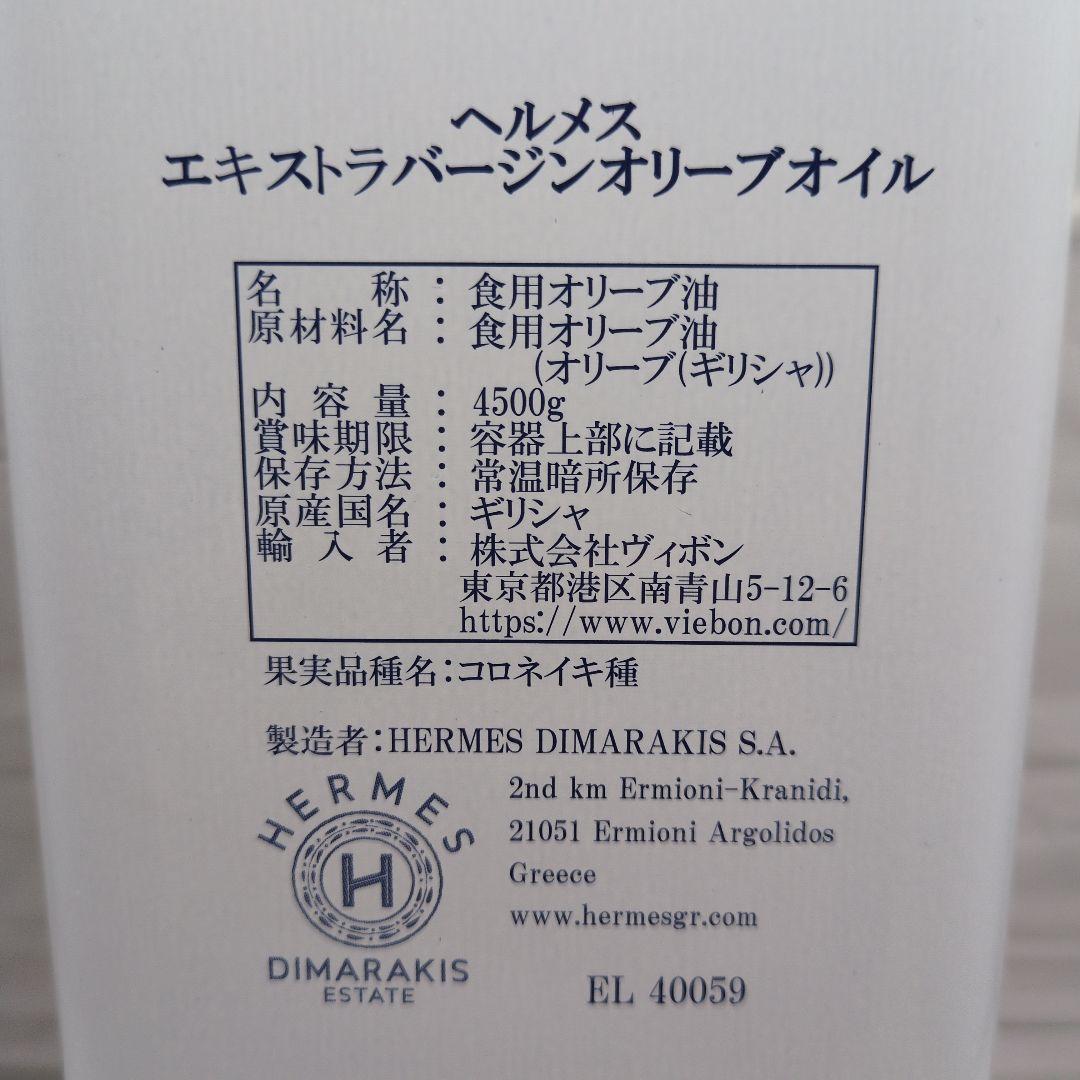 ヘルメス
エキストラバージンオリーブオイル
名称:食用オリーブ油
原材料名:食用オリーブ油
(オリーブ(ギリシャ))
内容量:4500g
賞味期限:容器上部に記載
保存方法:常温暗所保存
原産国名:ギリシャ
輸入者:株式会社ヴィボン
東京都港区南青山5-12-6
https://www.viebon.com/
果実品種名:コロネイキ種
製造者:HERMES DIMARAKIS S.A.
HERMES
H
DIMARAKIS
ESTATE
2nd km Ermioni-Kranidi,
21051 Ermioni Argolidos
Greece
www.hermesgr.com
EL 40059